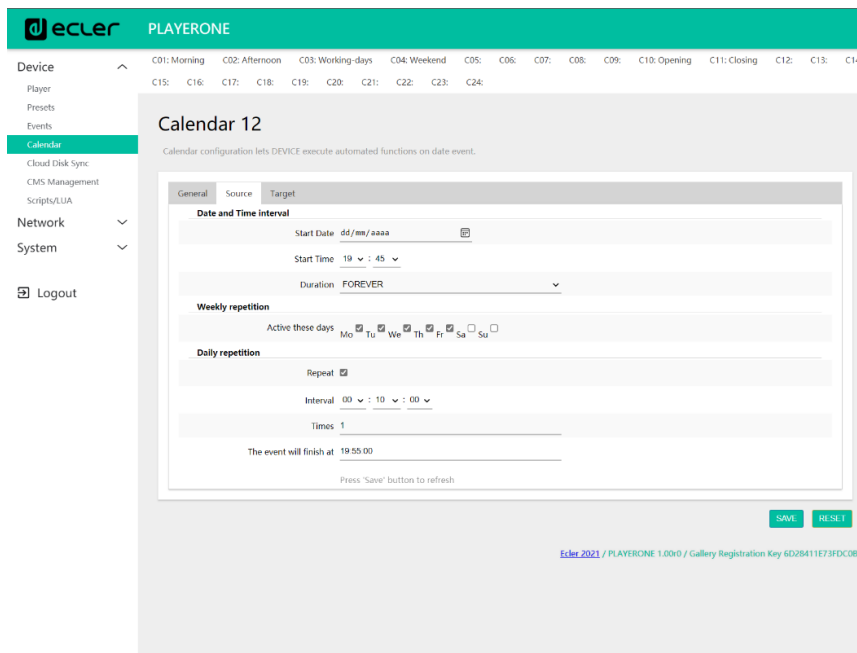 ecler PLAYERONE
Device
Player
Presets
Events
Calendar
Cloud Disk Sync
CMS Management
Scripts/LUA
Network
System
Logout
C01: Morning C02: Afternoon C03: Working-days C04: Weekend C05: C06: C07: C08: C09: C10: Opening C11: Closing C12: C13: C14
C15: C16: C17: C18: C19: C20: C21: C22: C23: C24:
Calendar 12
Calendar configuration lets DEVICE execute automated functions on date event.
General Source Target
Date and Time interval
Start Date dd/mm/aaaa
Start Time 19 : 45
Duration FOREVER
Weekly repetition
Active these days Mo Tu We Th Fr Sa Su
Daily repetition
Repeat
Interval 00 : 10 : 00
Times 1
The event will finish at 19:55:00
Press 'Save' button to refresh
SAVE RESET
Ecler 2021 / PLAYERONE 1.00r0 / Gallery Registration Key 6D28411E73FDC0B